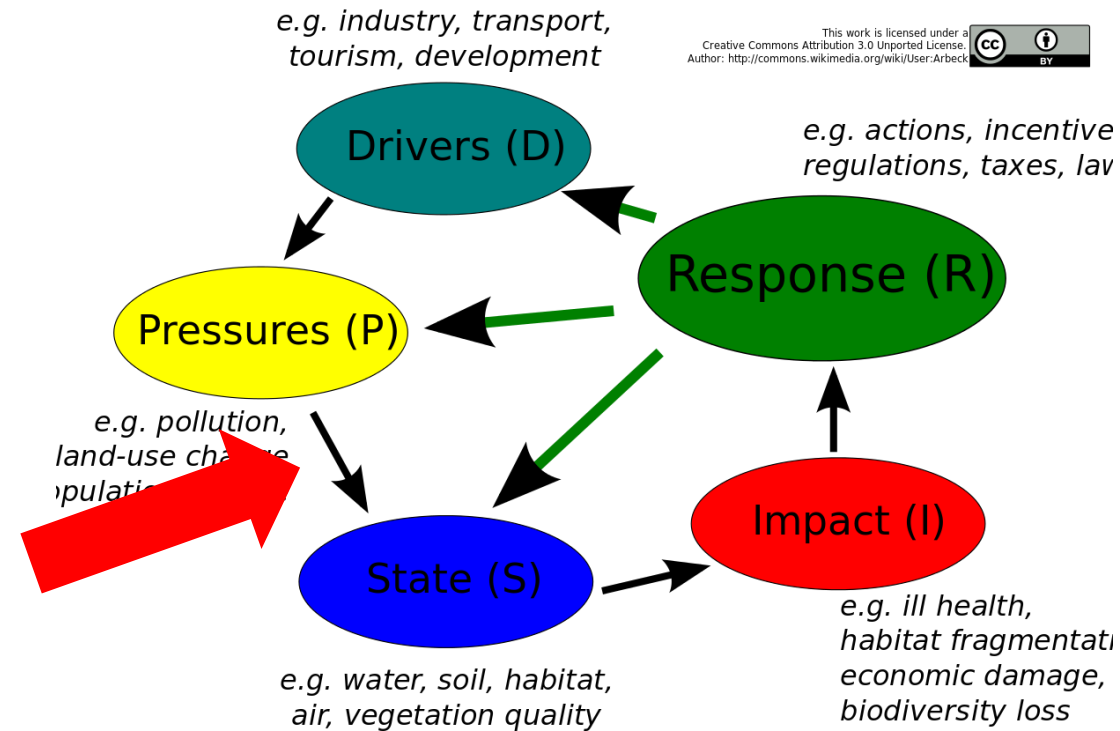 e.g. industry, transport,
tourism, development
This work is licensed under a
Creative Commons Attribution 3.0 Unported License.
Author: http://commons.wikimedia.org/wiki/User:Arbeck
cc
BY
Drivers (D)
e.g. actions, incentive
regulations, taxes, law
Response (R)
Pressures (P)
e.g. pollution,
land-use
Impact (I)
State (S)
e.g. ill health,
habitat
economic damage,
biodiversity loss
e.g. water, soil, habitat,
air, vegetation quality